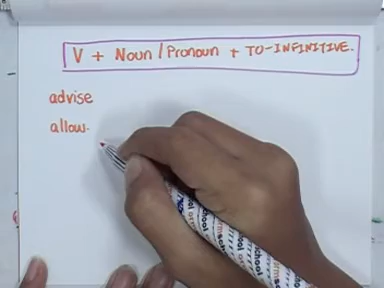 V + Noun / Pronoun + TO-INFINITIVE.
advise
allow.